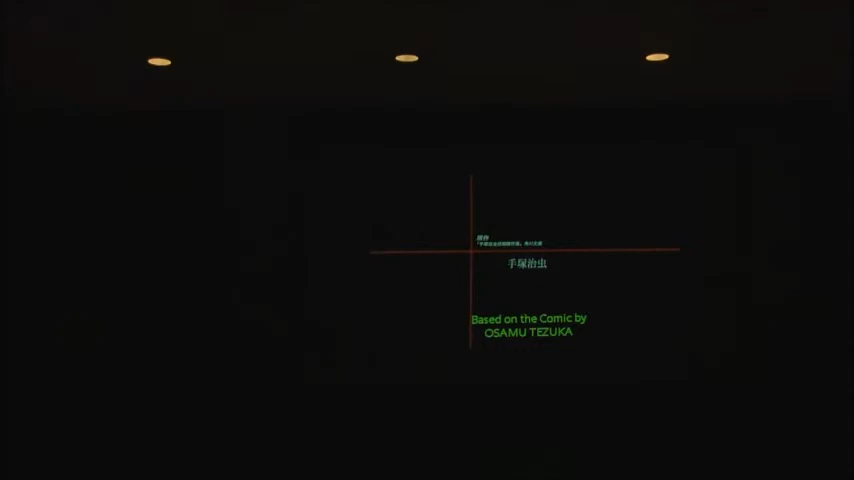 原作
手塚治虫
Based on the Comic by
OSAMU TEZUKA